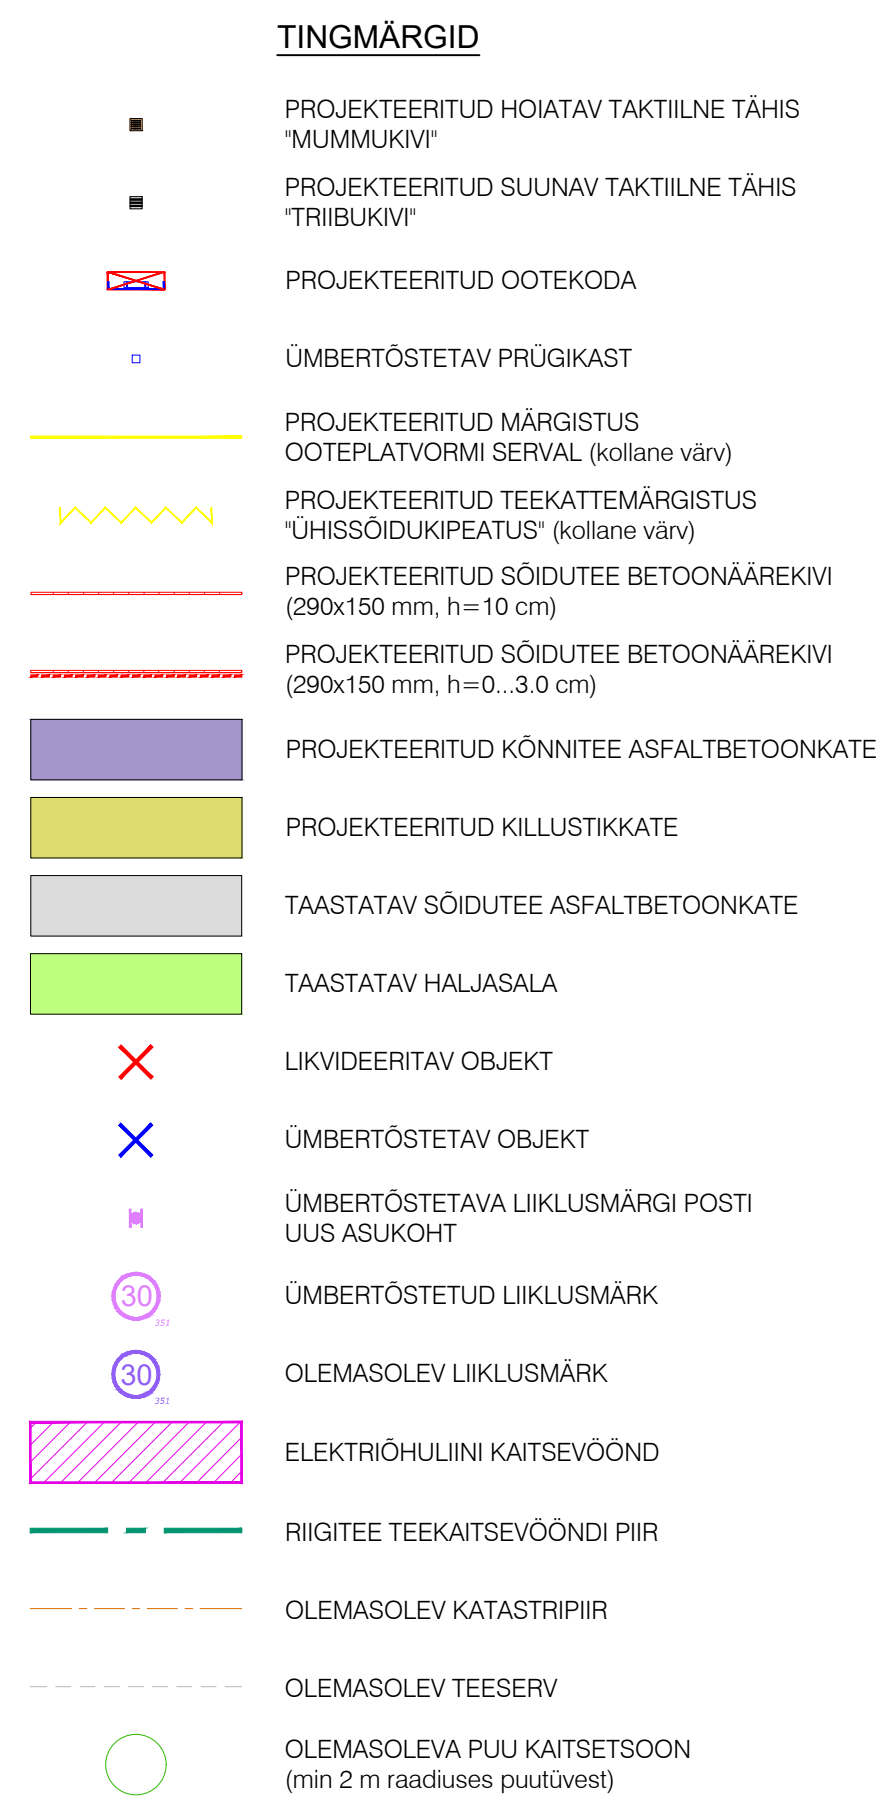 TINGMÄRGID
PROJEKTEERITUD HOIATAV TAKTIILNE TÄHIS
"MUMMUKIVI"
PROJEKTEERITUD SUUNAV TAKTIILNE TÄHIS
"TRIIBUKIVI"
PROJEKTEERITUD OOTEKODA
ÜMBERTÕSTETAV PRÜGIKAST
PROJEKTEERITUD MÄRGISTUS
OOTEPLATVORMI SERVAL (kollane värv)
PROJEKTEERITUD TEEKATTEMÄRGISTUS
"ÜHISSÕIDUKIPEATUS" (kollane värv)
PROJEKTEERITUD SÕIDUTEE BETOONÄÄREKIVI
(290x150 mm, h=10 cm)
PROJEKTEERITUD SÕIDUTEE BETOONÄÄREKIVI
(290x150 mm, h=0...3.0 cm)
PROJEKTEERITUD KÕNNITEE ASFALTBETOONKATE
PROJEKTEERITUD KILLUSTIKKATE
TAASTATAV SÕIDUTEE ASFALTBETOONKATE
TAASTATAV HALJASALA
LIKVIDEERITAV OBJEKT
ÜMBERTÕSTETAV OBJEKT
ÜMBERTÕSTETAVA LIIKLUSMÄRGI POSTI
UUS ASUKOHT
30
351
ÜMBERTÕSTETUD LIIKLUSMÄRK
30
351
OLEMASOLEV LIIKLUSMÄRK
ELEKTRIÕHULIINI KAITSEVÖÖND
RIIGITEE TEEKAITSEVÖÖNDI PIIR
OLEMASOLEV KATASTRIPIIR
OLEMASOLEV TEESERV
OLEMASOLEVA PUU KAITSETSOON
(min 2 m raadiuses puutüvest)